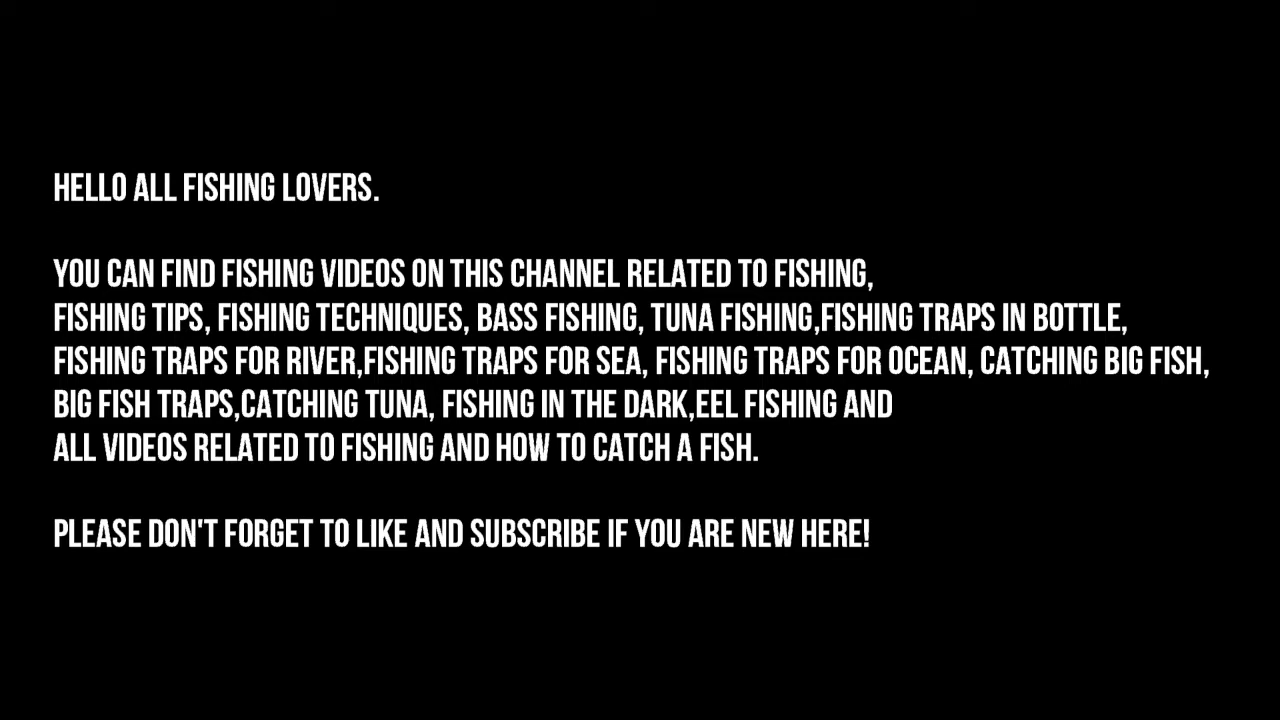 HELLO ALL FISHING LOVERS.
YOU CAN FIND FISHING VIDEOS ON THIS CHANNEL RELATED TO FISHING,
FISHING TIPS, FISHING TECHNIQUES, BASS FISHING, TUNA FISHING,FISHING TRAPS IN BOTTLE,
FISHING TRAPS FOR RIVER,FISHING TRAPS FOR SEA, FISHING TRAPS FOR OCEAN, CATCHING BIG FISH,
BIG FISH TRAPS,CATCHING TUNA, FISHING IN THE DARK,EEL FISHING AND
ALL VIDEOS RELATED TO FISHING AND HOW TO CATCH A FISH.
PLEASE DON'T FORGET TO LIKE AND SUBSCRIBE IF YOU ARE NEW HERE!